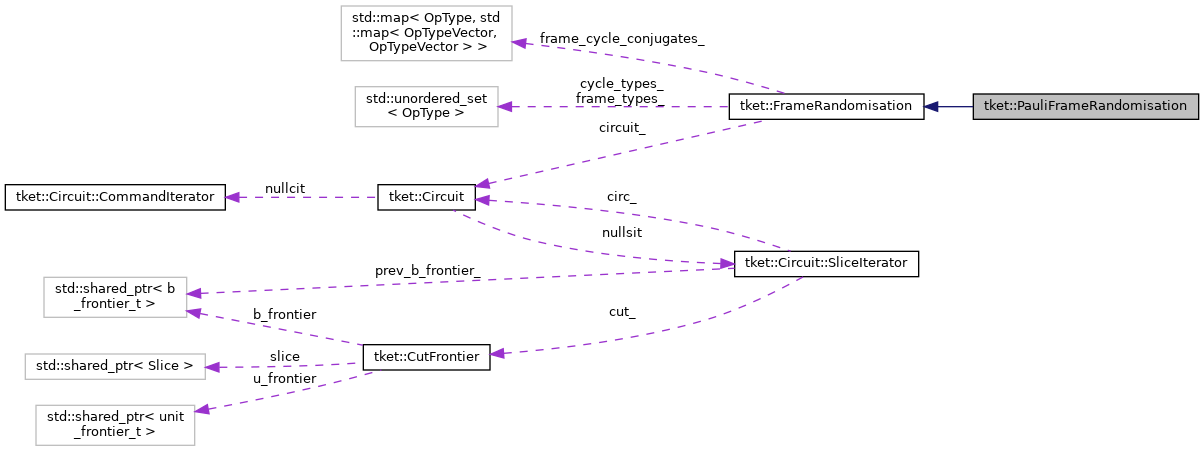 std::map< OpType, std
::map< OpTypeVector,
OpTypeVector > >
frame_cycle_conjugates_
cycle_types_
frame_types_
std::unordered_set
< OpType >
tket::FrameRandomisation
tket::PauliFrameRandomisation
circuit_
tket::Circuit::CommandIterator
nullcit
tket::Circuit
circ_
nullsit
tket::Circuit::SliceIterator
prev_b_frontier_
std::shared_ptr< b
_frontier_t >
b_frontier
cut_
slice
tket::CutFrontier
std::shared_ptr< Slice >
u_frontier
std::shared_ptr< unit
_frontier_t >